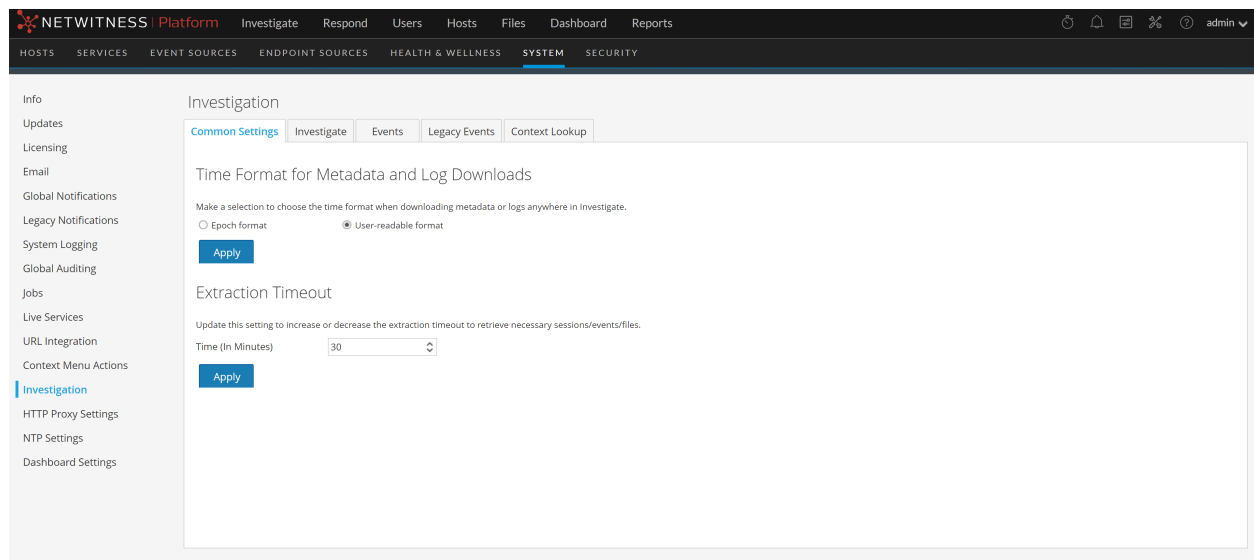 NETWITNESS | Platform Investigate Respond Users Hosts Files Dashboard Reports admin
HOSTS SERVICES EVENT SOURCES ENDPOINT SOURCES HEALTH & WELLNESS SYSTEM SECURITY
Info
Updates
Licensing
Email
Global Notifications
Legacy Notifications
System Logging
Global Auditing
Jobs
Live Services
URL Integration
Context Menu Actions
Investigation
HTTP Proxy Settings
NTP Settings
Dashboard Settings
Investigation
Common Settings Investigate Events Legacy Events Context Lookup
Time Format for Metadata and Log Downloads
Make a selection to choose the time format when downloading metadata or logs anywhere in Investigate.
Epoch format User-readable format
Apply
Extraction Timeout
Update this setting to increase or decrease the extraction timeout to retrieve necessary sessions/events/files.
Time (In Minutes) 30
Apply